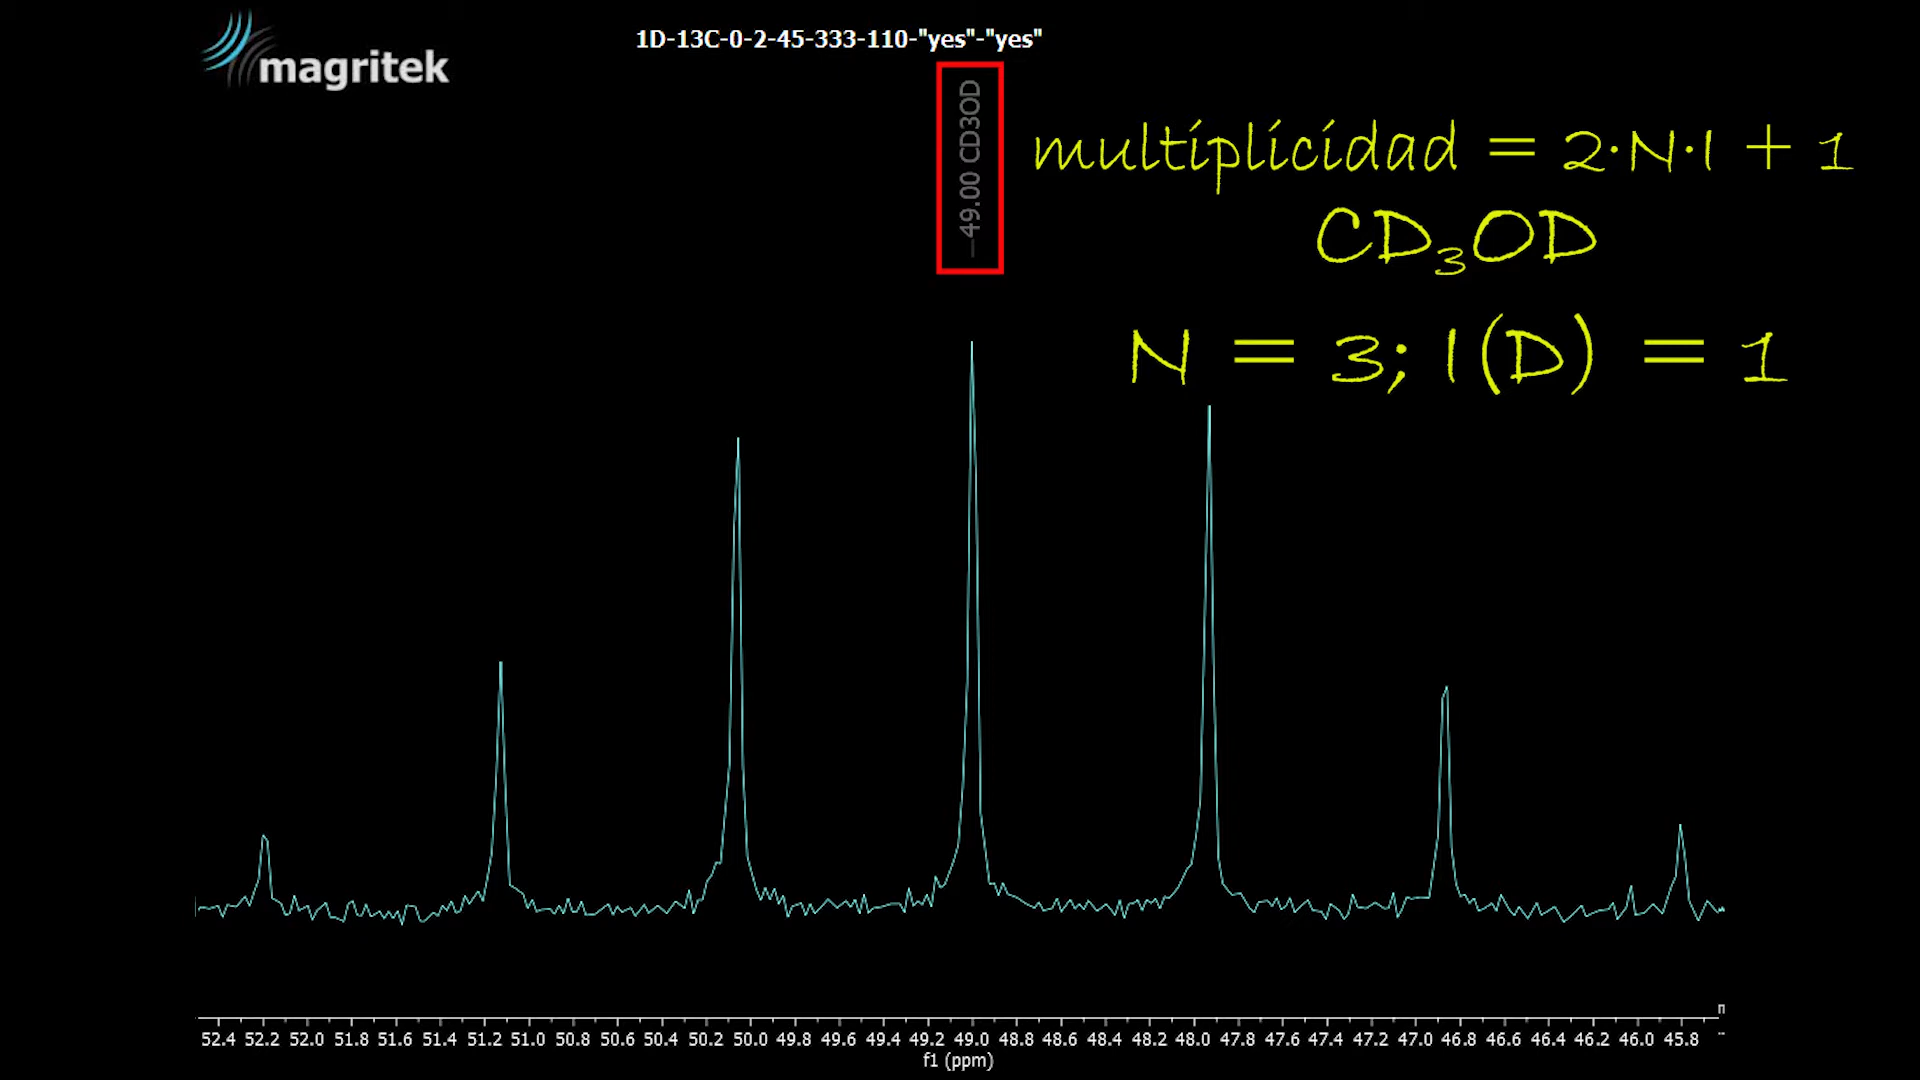 magritek
1D-13C-0-2-45-333-110-"yes"-"yes"
—49.00 CD3OD
multiplicidad = 2·N·I + 1
CD₃OD
N = 3; I(D) = 1
52.4 52.2 52.0 51.8 51.6 51.4 51.2 51.0 50.8 50.6 50.4 50.2 50.0 49.8 49.6 49.4 49.2 49.0 48.8 48.6 48.4 48.2 48.0 47.8 47.6 47.4 47.2 47.0 46.8 46.6 46.4 46.2 46.0 45.8
f1 (ppm)